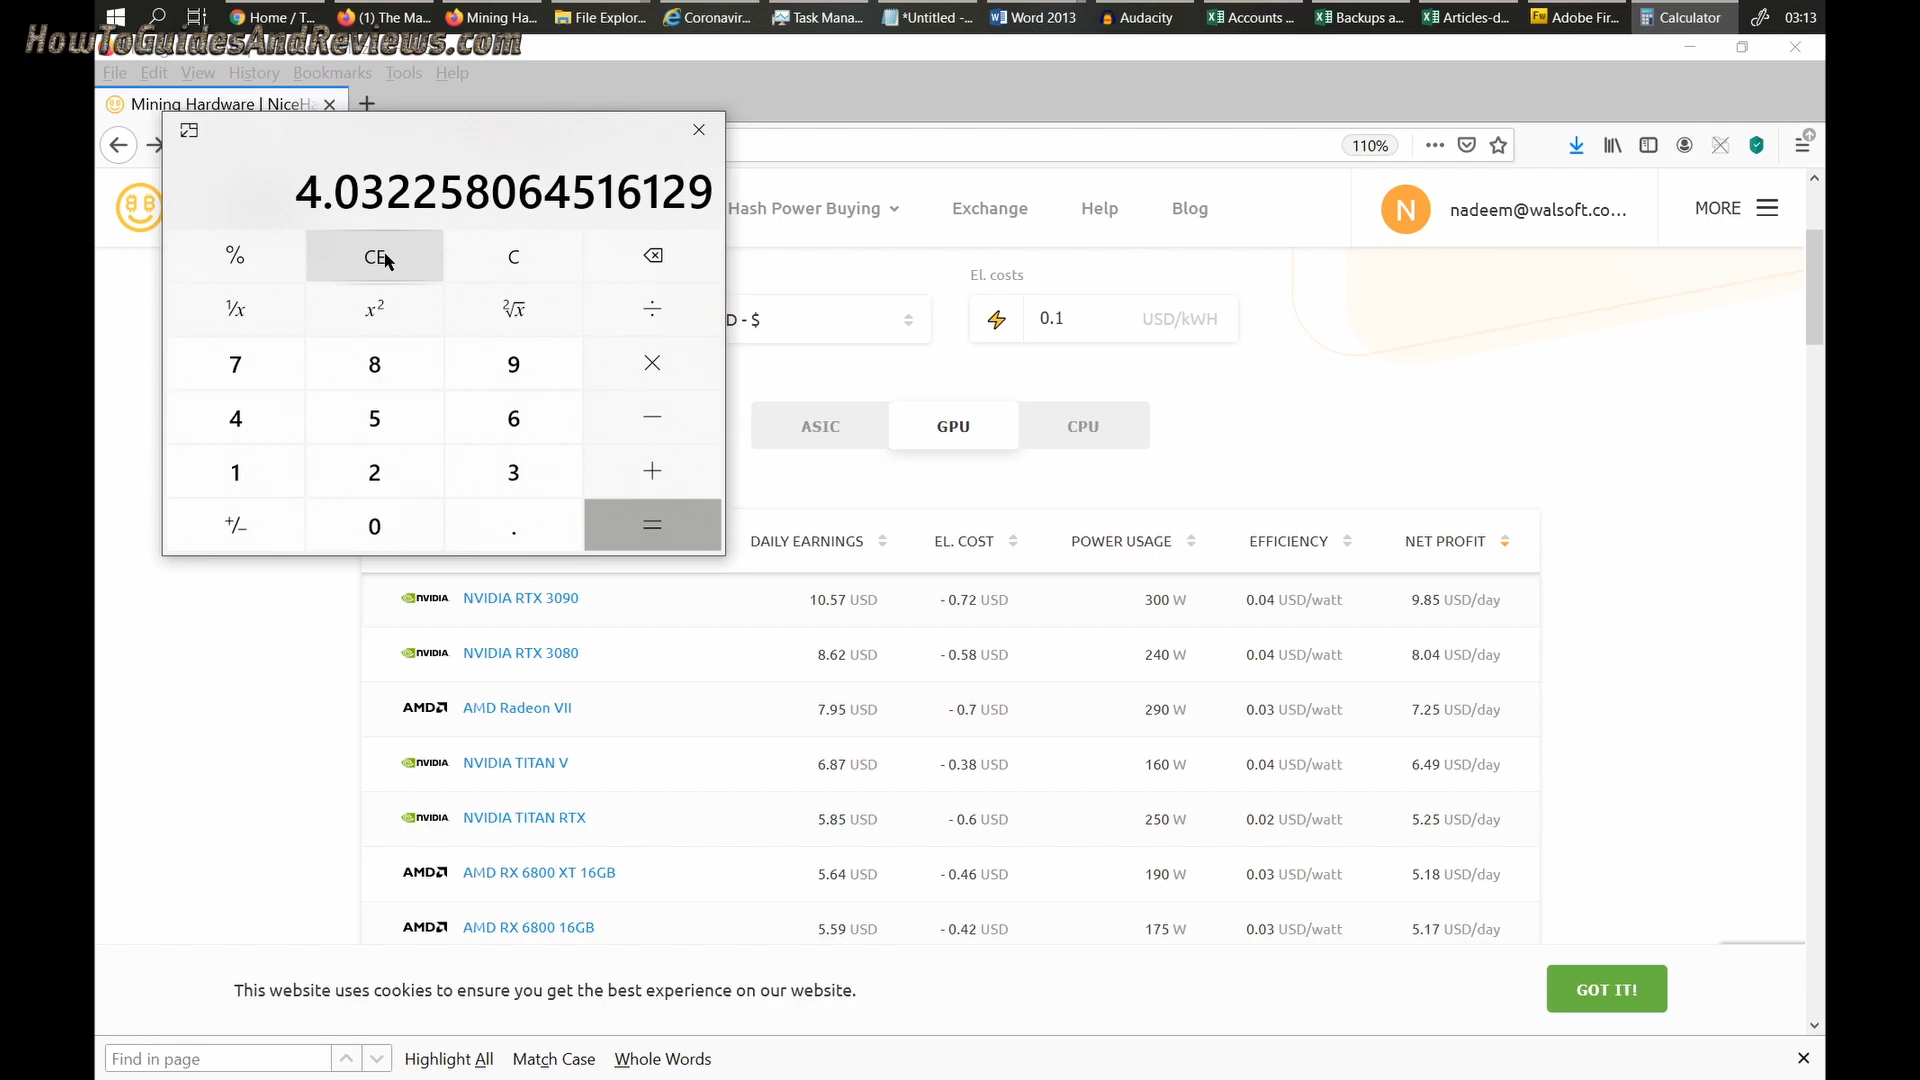 Home / T...
(1) The Ma...
Mining Ha...
File Explor...
Coronavir...
Task Mana...
*Untitled -...
Word 2013
Audacity
Accounts ...
Backups a...
Articles-d...
Adobe Fir...
Calculator
03:13
HowToGuidesAndReviews.com
File Edit View History Bookmarks Tools Help
Mining Hardware | NiceHa
110%
4.032258064516129
% CE C
1/x x² ²√x ÷
7 8 9 ×
4 5 6 −
1 2 3 +
+/− 0 . =
Hash Power Buying Exchange Help Blog
N nadeem@walsoft.co... MORE
El. costs
D - $
0.1 USD/kWH
ASIC GPU CPU
DAILY EARNINGS EL. COST POWER USAGE EFFICIENCY NET PROFIT
NVIDIA NVIDIA RTX 3090 10.57 USD - 0.72 USD 300 W 0.04 USD/watt 9.85 USD/day
NVIDIA NVIDIA RTX 3080 8.62 USD - 0.58 USD 240 W 0.04 USD/watt 8.04 USD/day
AMD AMD Radeon VII 7.95 USD - 0.7 USD 290 W 0.03 USD/watt 7.25 USD/day
NVIDIA NVIDIA TITAN V 6.87 USD - 0.38 USD 160 W 0.04 USD/watt 6.49 USD/day
NVIDIA NVIDIA TITAN RTX 5.85 USD - 0.6 USD 250 W 0.02 USD/watt 5.25 USD/day
AMD AMD RX 6800 XT 16GB 5.64 USD - 0.46 USD 190 W 0.03 USD/watt 5.18 USD/day
AMD AMD RX 6800 16GB 5.59 USD - 0.42 USD 175 W 0.03 USD/watt 5.17 USD/day
This website uses cookies to ensure you get the best experience on our website.
GOT IT!
Find in page
Highlight All Match Case Whole Words